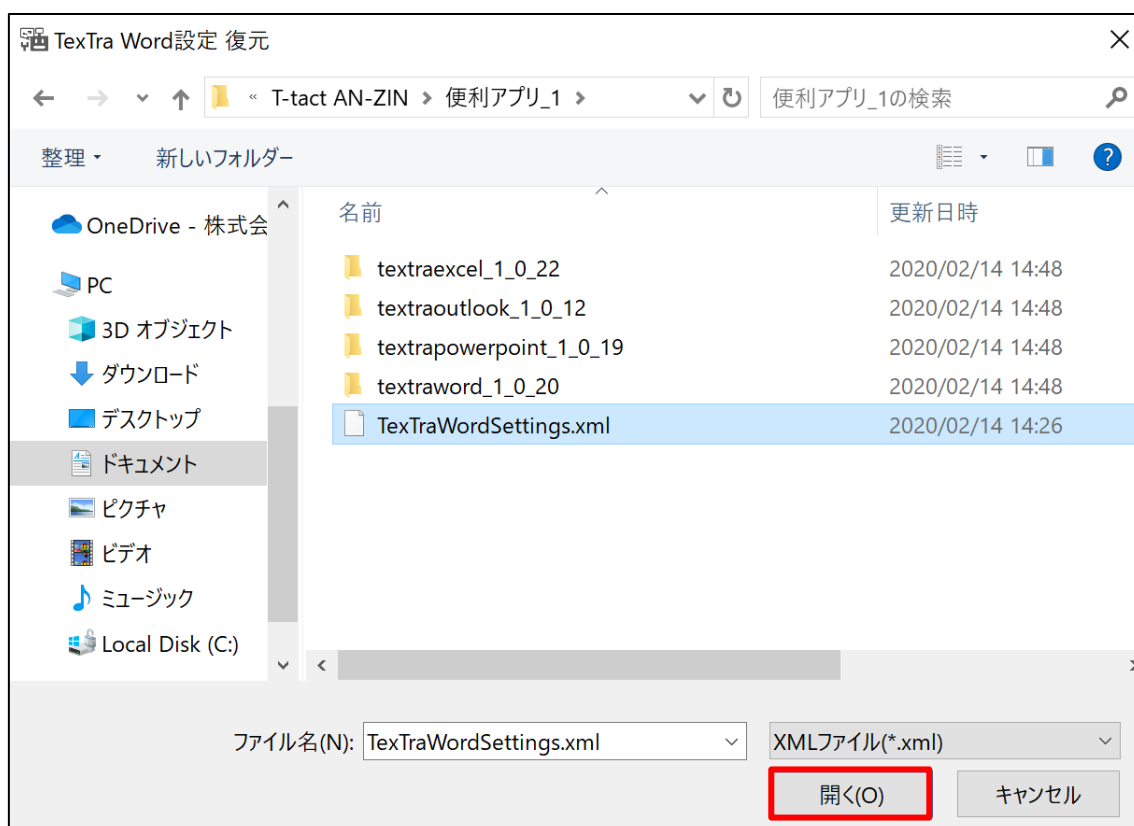 TexTra Word設定 復元
« T-tact AN-ZIN > 便利アプリ_1 >
便利アプリ_1の検索
整理
新しいフォルダー
?
OneDrive - 株式会
PC
3D オブジェクト
ダウンロード
デスクトップ
ドキュメント
ピクチャ
ビデオ
ミュージック
Local Disk (C:)
名前 更新日時
textraexcel_1_0_22 2020/02/14 14:48
textraoutlook_1_0_12 2020/02/14 14:48
textrapowerpoint_1_0_19 2020/02/14 14:48
textraword_1_0_20 2020/02/14 14:48
TexTraWordSettings.xml 2020/02/14 14:26
ファイル名(N): TexTraWordSettings.xml
XMLファイル(*.xml)
開く(O)
キャンセル